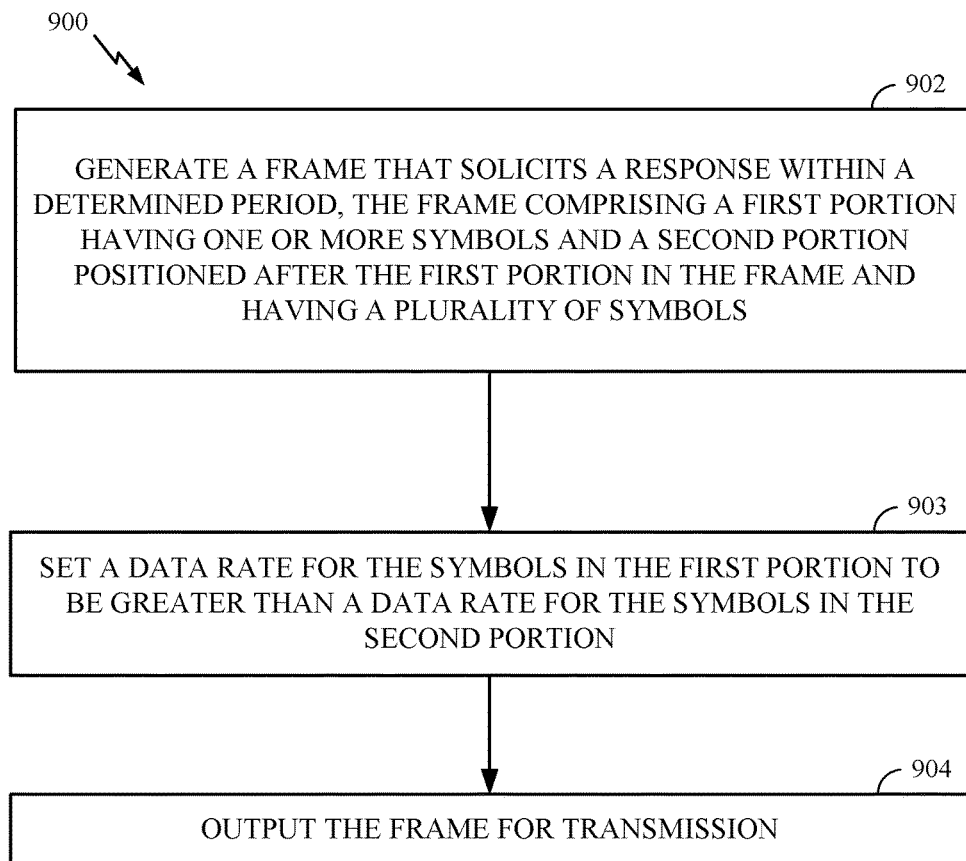 900
902
GENERATE A FRAME THAT SOLICITS A RESPONSE WITHIN A
DETERMINED PERIOD, THE FRAME COMPRISING A FIRST PORTION
HAVING ONE OR MORE SYMBOLS AND A SECOND PORTION
POSITIONED AFTER THE FIRST PORTION IN THE FRAME AND
HAVING A PLURALITY OF SYMBOLS
903
SET A DATA RATE FOR THE SYMBOLS IN THE FIRST PORTION TO
BE GREATER THAN A DATA RATE FOR THE SYMBOLS IN THE
SECOND PORTION
904
OUTPUT THE FRAME FOR TRANSMISSION